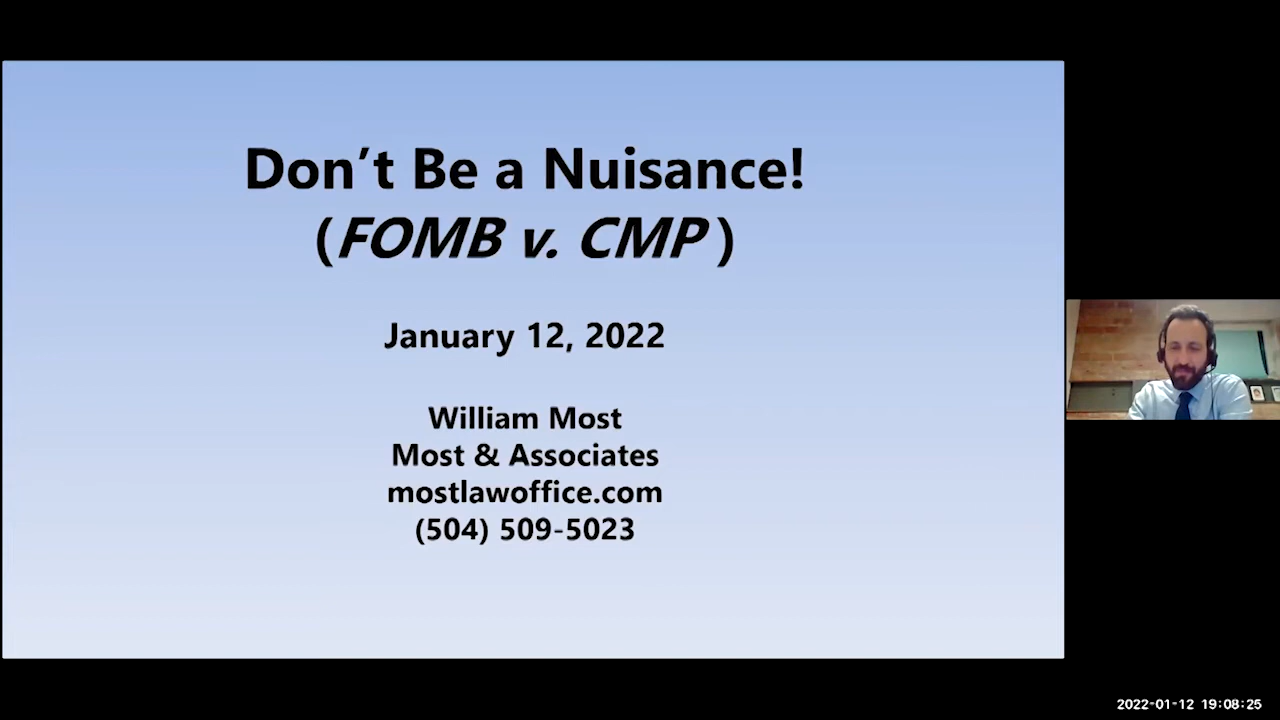 Don't Be a Nuisance!
(FOMB v. CMP )
January 12, 2022
William Most
Most & Associates
mostlawoffice.com
(504) 509-5023
2022-01-12 19:08:25